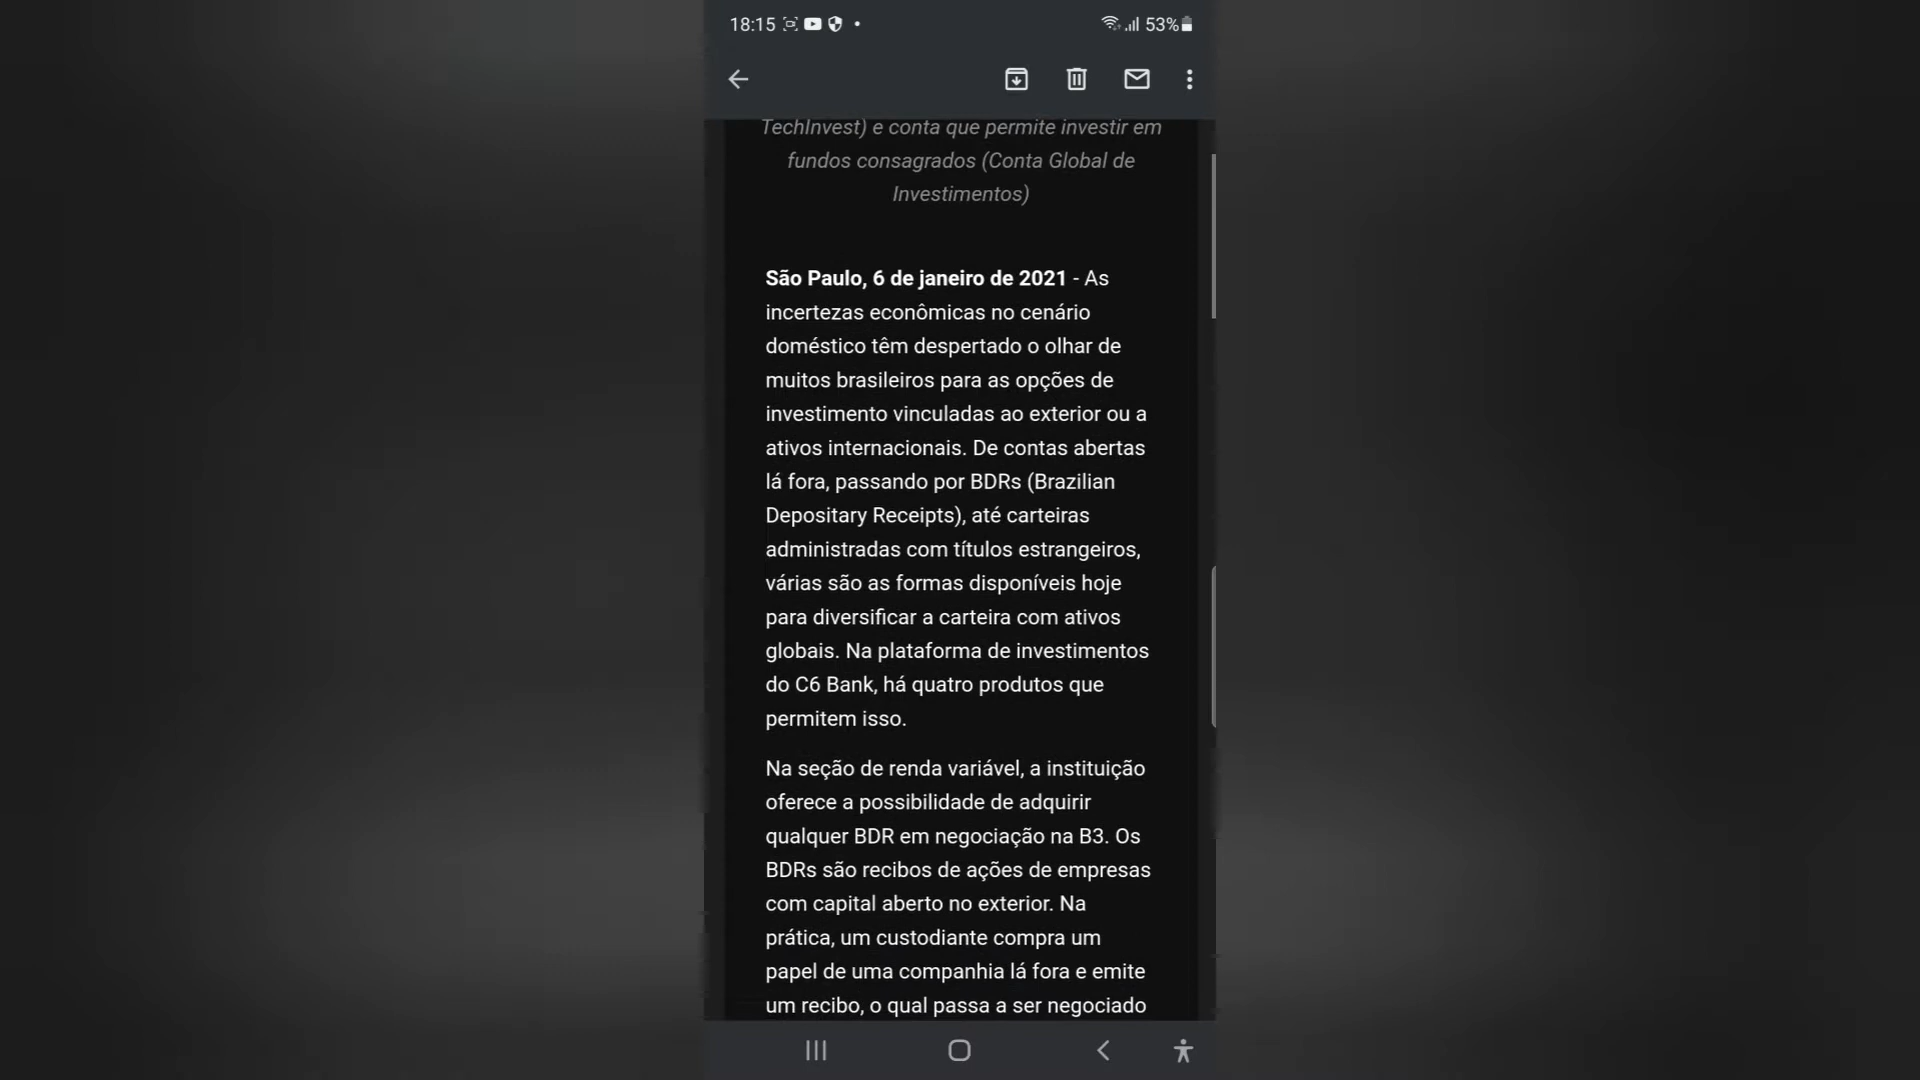 18:15
53%
TechInvest) e conta que permite investir em
fundos consagrados (Conta Global de
Investimentos)
São Paulo, 6 de janeiro de 2021 - As
incertezas econômicas no cenário
doméstico têm despertado o olhar de
muitos brasileiros para as opções de
investimento vinculadas ao exterior ou a
ativos internacionais. De contas abertas
lá fora, passando por BDRs (Brazilian
Depositary Receipts), até carteiras
administradas com títulos estrangeiros,
várias são as formas disponíveis hoje
para diversificar a carteira com ativos
globais. Na plataforma de investimentos
do C6 Bank, há quatro produtos que
permitem isso.
Na seção de renda variável, a instituição
oferece a possibilidade de adquirir
qualquer BDR em negociação na B3. Os
BDRs são recibos de ações de empresas
com capital aberto no exterior. Na
prática, um custodiante compra um
papel de uma companhia lá fora e emite
um recibo, o qual passa a ser negociado